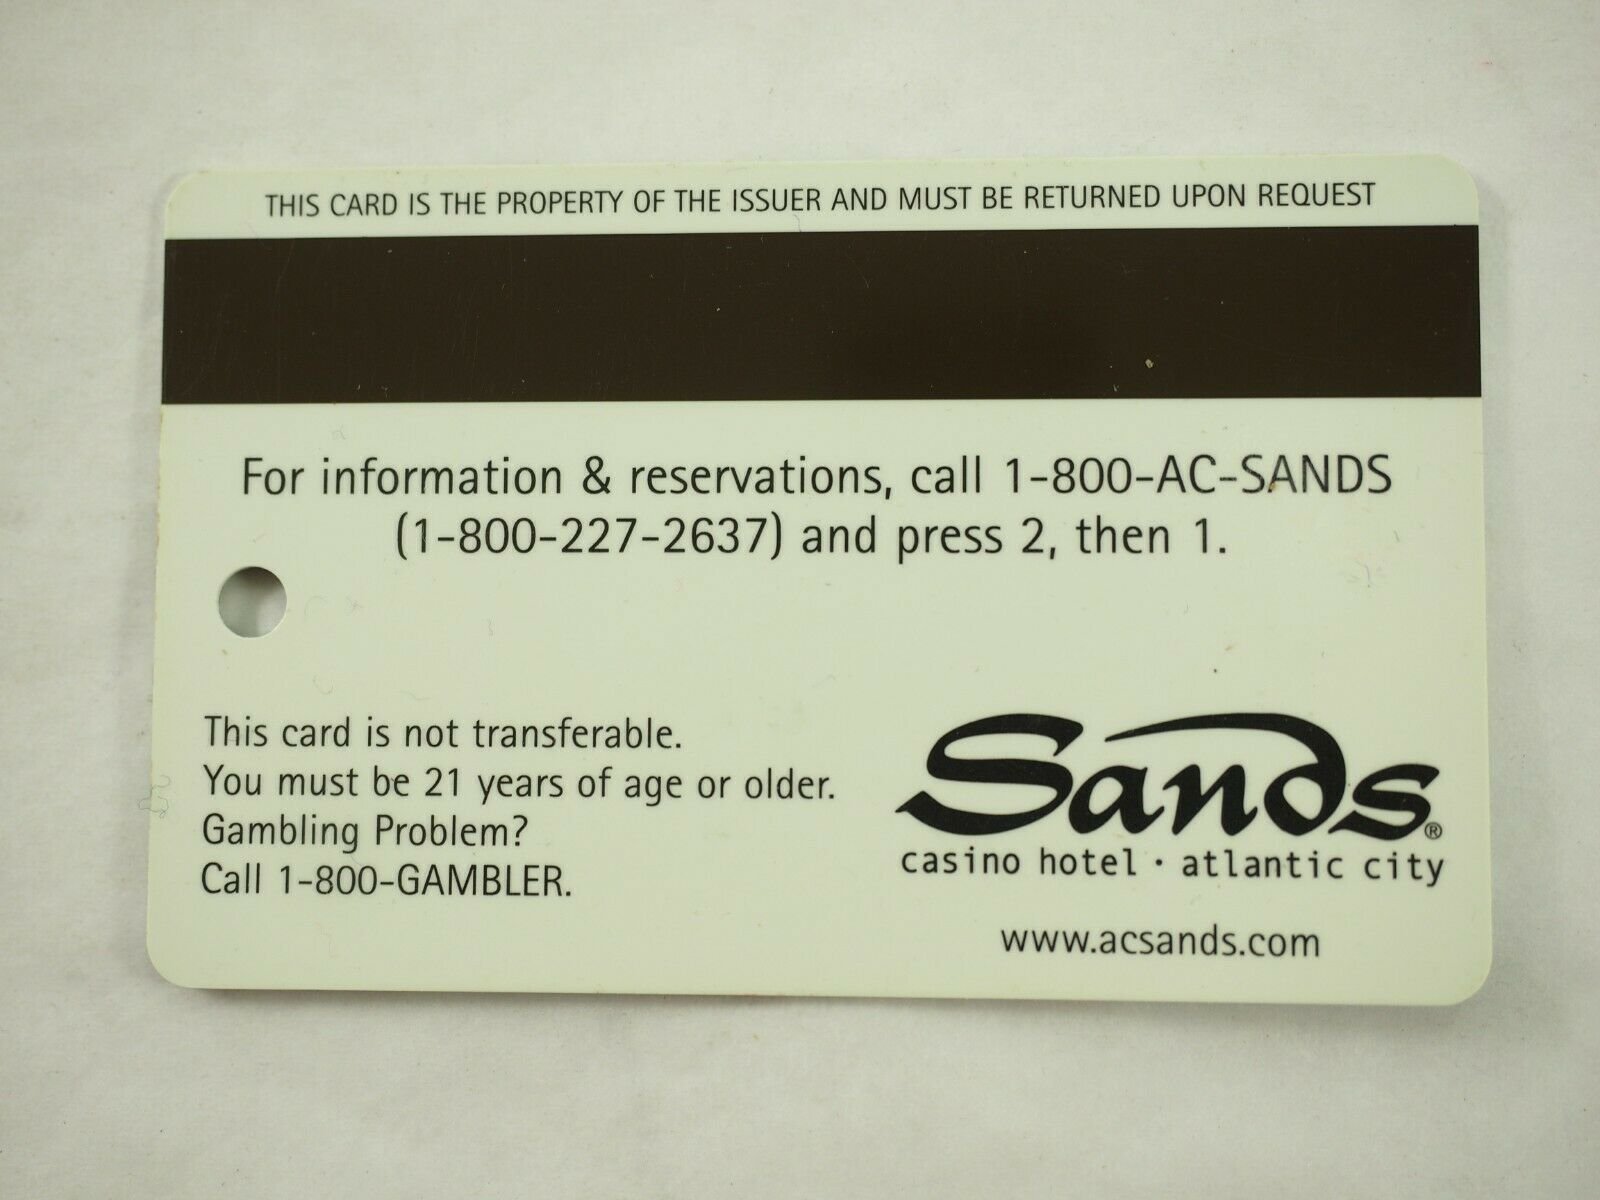 THIS CARD IS THE PROPERTY OF THE ISSUER AND MUST BE RETURNED UPON REQUEST
For information & reservations, call 1-800-AC-SANDS
(1-800-227-2637) and press 2, then 1.
This card is not transferable.
You must be 21 years of age or older.
Gambling Problem?
Call 1-800-GAMBLER.
Sands®
casino hotel · atlantic city
www.acsands.com